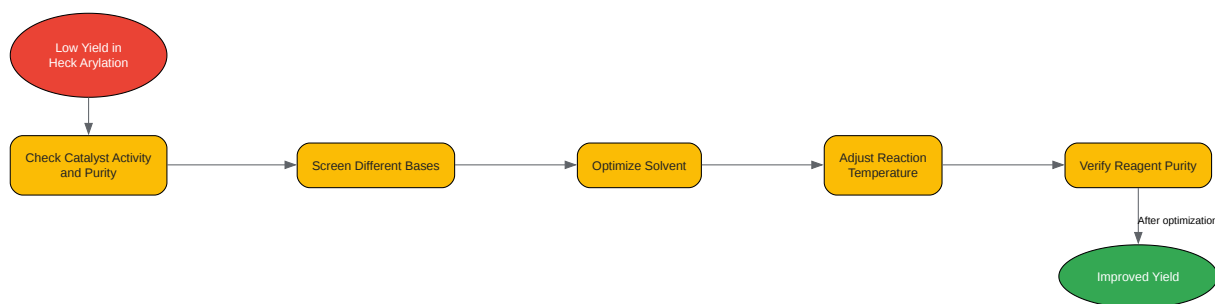 Low Yield in
Heck Arylation
Check Catalyst Activity
and Purity
Screen Different Bases
Optimize Solvent
Adjust Reaction
Temperature
Verify Reagent Purity
After optimization
Improved Yield